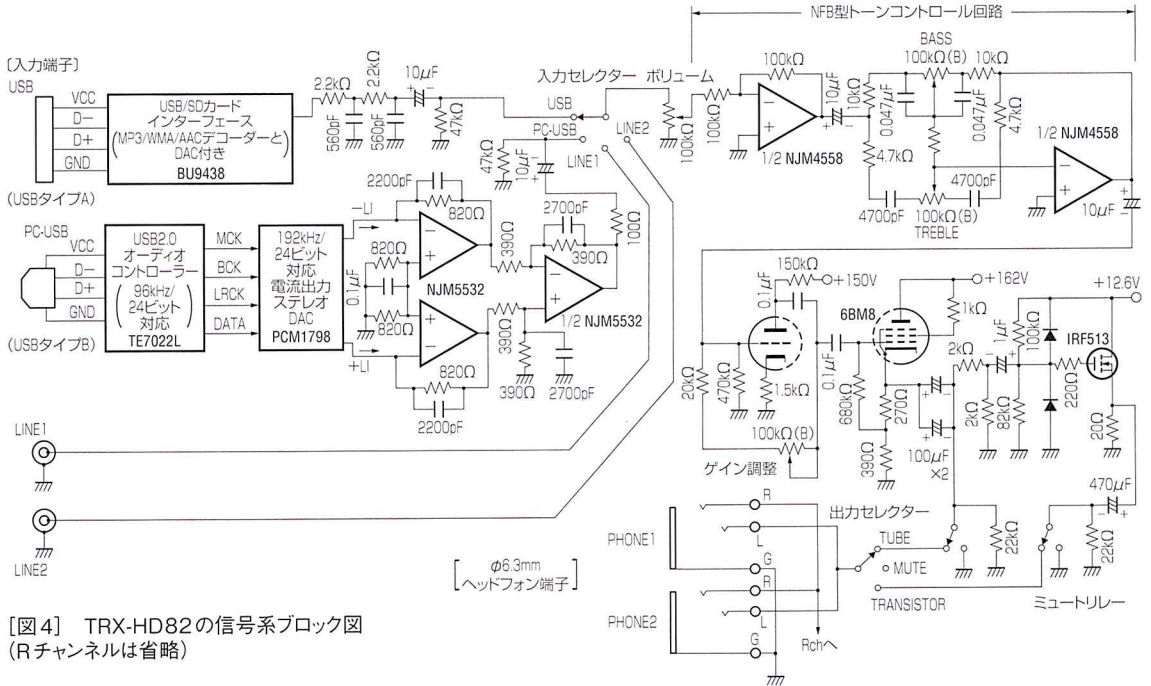 NFB型トーンコントロール回路
〔入力端子〕
USB
VCC
D−
D+
GND
(USBタイプA)
USB/SDカード
インターフェース
(MP3/WMA/AACデコーダーと
DAC付き)
BU9438
2.2kΩ
2.2kΩ
560pF
560pF
10μF
47kΩ
入力セレクター
ボリューム
USB
PC-USB
LINE1
LINE2
100kΩ
100kΩ
100kΩ
1/2 NJM4558
10μF
10kΩ
BASS
100kΩ(B)
10kΩ
0.047μF
0.047μF
4.7kΩ
4.7kΩ
4700pF
4700pF
100kΩ(B)
TREBLE
1/2 NJM4558
10μF
PC-USB
VCC
D−
D+
GND
(USBタイプB)
USB2.0
オーディオ
コントローラー
(96kHz/
24ビット
対応)
TE7022L
MCK
BCK
LRCK
DATA
192kHz/
24ビット
対応
電流出力
ステレオ
DAC
PCM1798
−LI
+LI
2200pF
820Ω
820Ω
0.1μF
820Ω
NJM5532
820Ω
2200pF
390Ω
390Ω
390Ω
2700pF
390Ω
2700pF
1/2 NJM5532
100Ω
10μF
47kΩ
150kΩ
+150V
0.1μF
20kΩ
470kΩ
1.5kΩ
100kΩ(B)
ゲイン調整
0.1μF
6BM8
680kΩ
270Ω
390Ω
100μF
×2
+162V
1kΩ
2kΩ
1μF
2kΩ
100kΩ
82kΩ
220Ω
+12.6V
IRF513
20Ω
470μF
22kΩ
22kΩ
ミュートリレー
出力セレクター
TUBE
MUTE
TRANSISTOR
LINE1
LINE2
PHONE1
R
L
G
PHONE2
R
L
G
Rchへ
[φ6.3mm
ヘッドフォン端子]
[図4] TRX-HD82の信号系ブロック図
(Rチャンネルは省略)